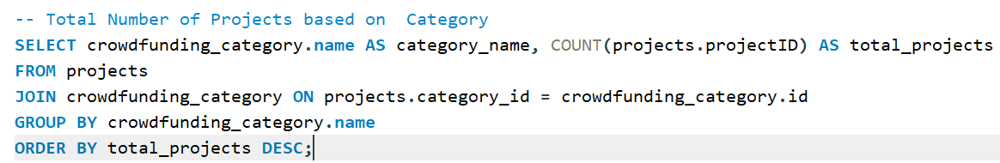 -- Total Number of Projects based on  Category
SELECT crowdfunding_category.name AS category_name, COUNT(projects.projectID) AS total_projects
FROM projects
JOIN crowdfunding_category ON projects.category_id = crowdfunding_category.id
GROUP BY crowdfunding_category.name
ORDER BY total_projects DESC;